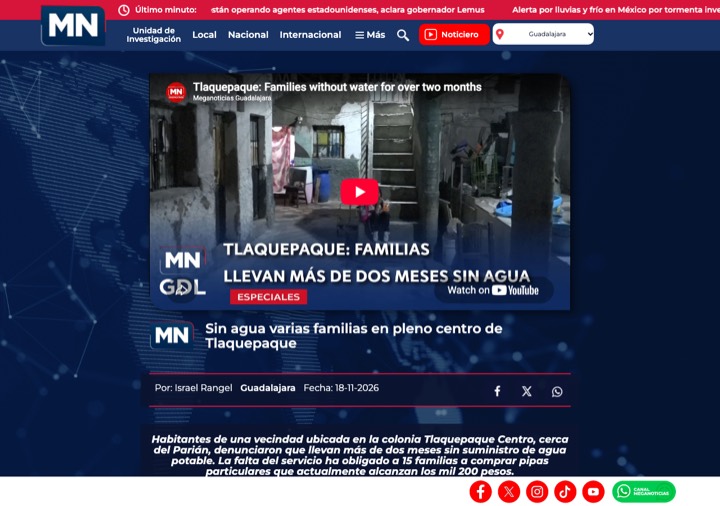 MN
Último minuto:
stán operando agentes estadounidenses, aclara gobernador Lemus
Alerta por lluvias y frío en México por tormenta inve
Unidad de
Investigación
Local
Nacional
Internacional
Más
Noticiero
Guadalajara
MN
Tlaquepaque: Families without water for over two months
Meganoticias Guadalajara
MN
GDL
TLAQUEPAQUE: FAMILIAS
LLEVAN MÁS DE DOS MESES SIN AGUA
ESPECIALES
Watch on YouTube
MN
Sin agua varias familias en pleno centro de
Tlaquepaque
Por: Israel Rangel Guadalajara Fecha: 18-11-2026
Habitantes de una vecindad ubicada en la colonia Tlaquepaque Centro, cerca
del Parián, denunciaron que llevan más de dos meses sin suministro de agua
potable. La falta del servicio ha obligado a 15 familias a comprar pipas
particulares que actualmente alcanzan los mil 200 pesos.
CANAL
MEGANOTICIAS